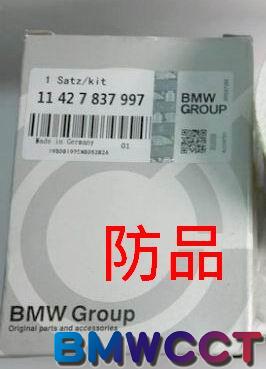 1 Satz/kit
11 42 7 837 997
BMW
GROUP
Made in Germany
01
防品
BMW Group
Original parts and accessories
BMWCCT